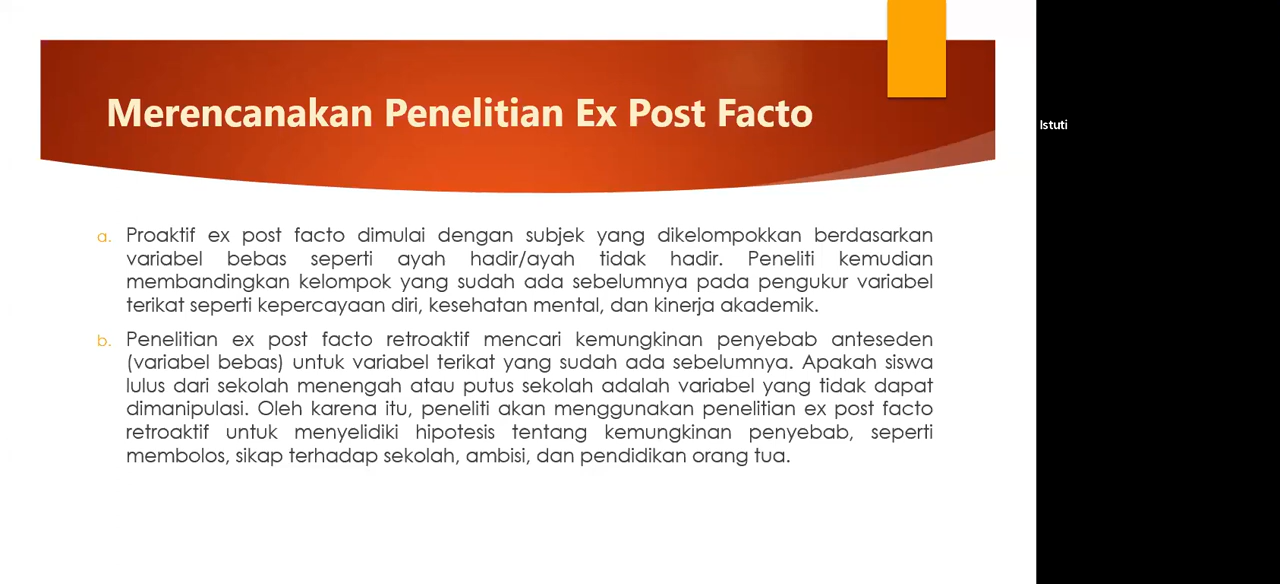 Merencanakan Penelitian Ex Post Facto
Istuti
a. Proaktif ex post facto dimulai dengan subjek yang dikelompokkan berdasarkan
variabel bebas seperti ayah hadir/ayah tidak hadir. Peneliti kemudian
membandingkan kelompok yang sudah ada sebelumnya pada pengukur variabel
terikat seperti kepercayaan diri, kesehatan mental, dan kinerja akademik.
b. Penelitian ex post facto retroaktif mencari kemungkinan penyebab anteseden
(variabel bebas) untuk variabel terikat yang sudah ada sebelumnya. Apakah siswa
lulus dari sekolah menengah atau putus sekolah adalah variabel yang tidak dapat
dimanipulasi. Oleh karena itu, peneliti akan menggunakan penelitian ex post facto
retroaktif untuk menyelidiki hipotesis tentang kemungkinan penyebab, seperti
membolos, sikap terhadap sekolah, ambisi, dan pendidikan orang tua.